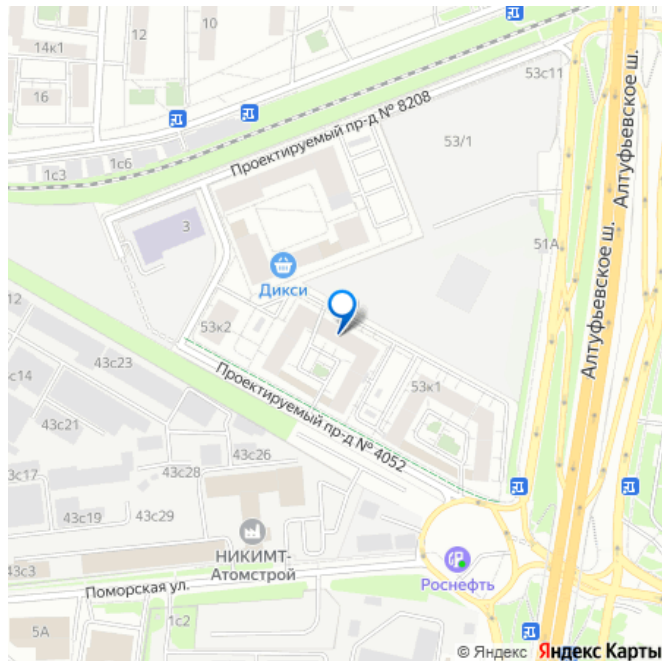 14к1
12
10
16
53с11
Проектируемый пр-д № 8208
53/1
1с6
1с3
Алтуфьевское ш.
Алтуфьевское ш.
3
51А
Дикси
12
53к2
43с23
с14
Проектируемый пр-д № 4052
53к1
43с21
43с26
43с28
43с17
43с19
43с29
НИКИМТ-
Атомстрой
Роснефть
43с3
Поморская ул.
1с2
5А
© Яндекс Яндекс Карты